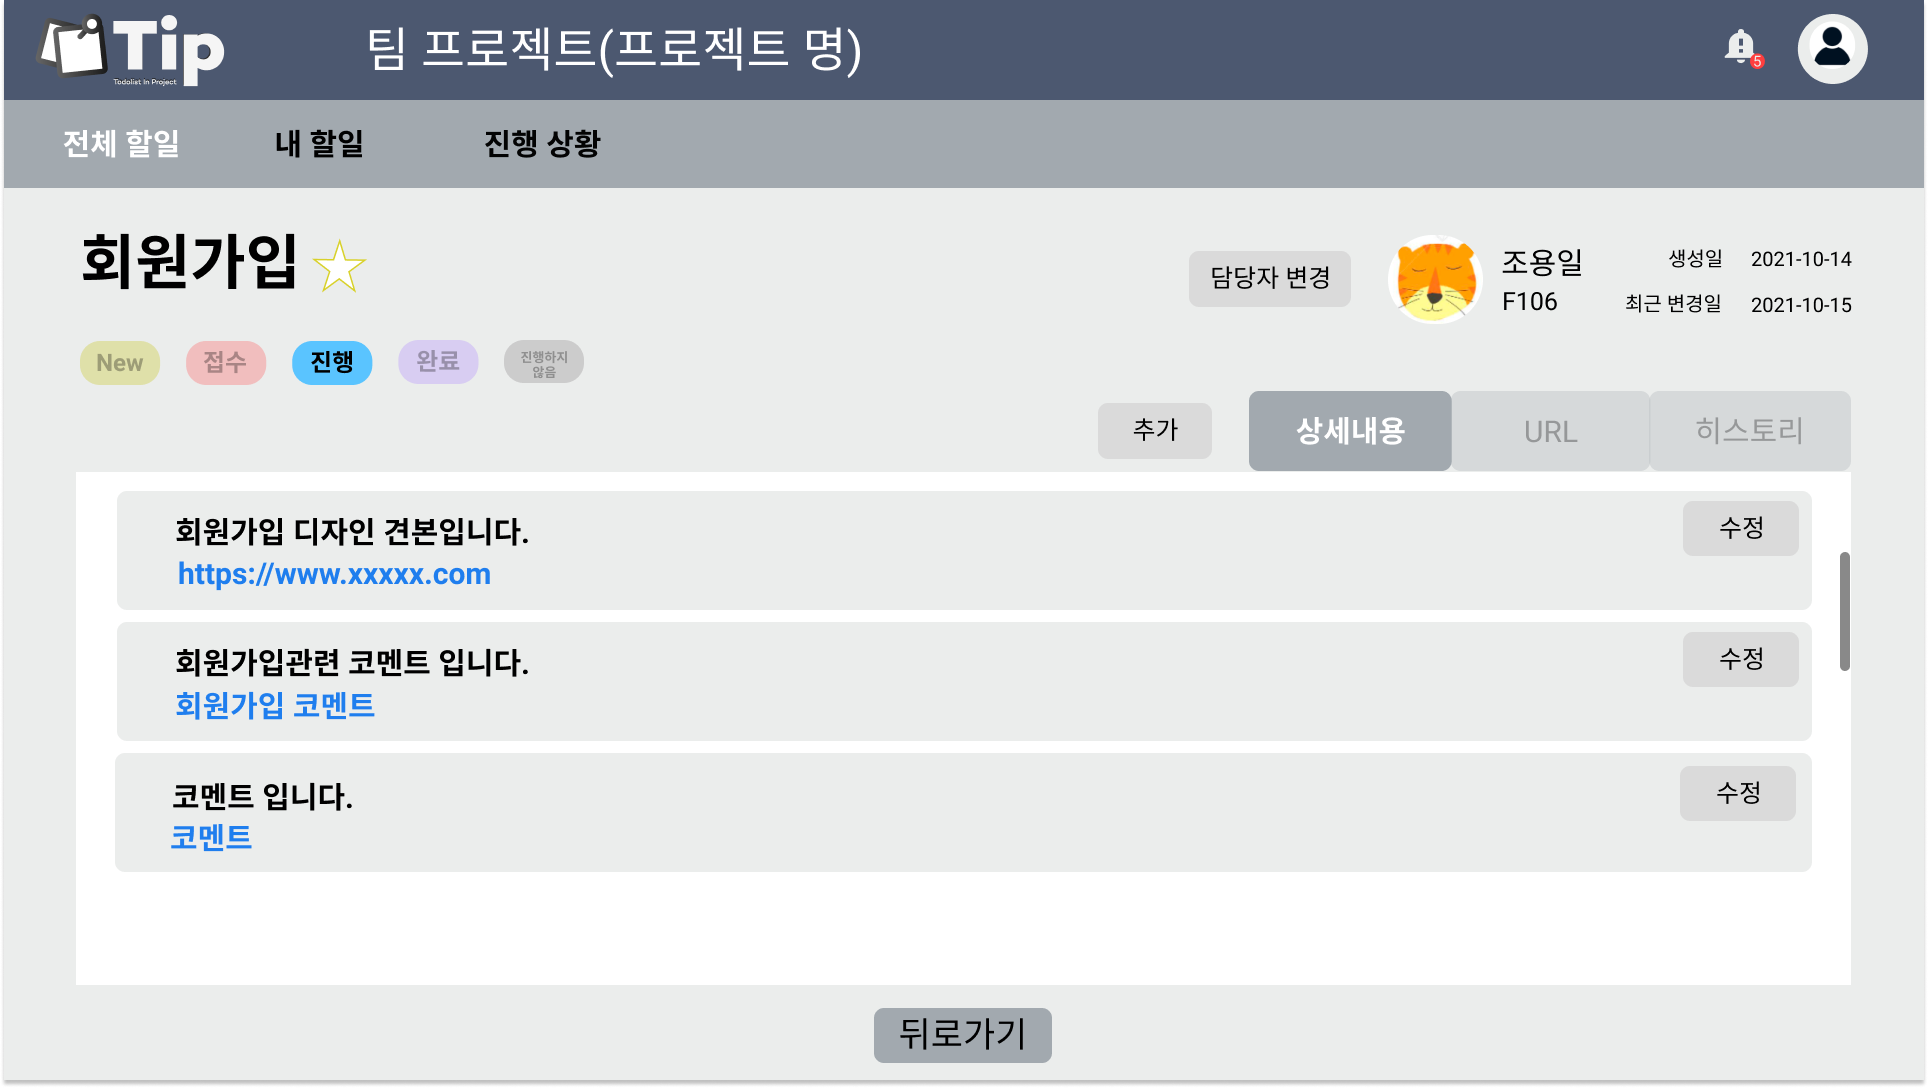 Tip
Todolist In Project
팀 프로젝트(프로젝트 명)
5
전체 할일
내 할일
진행 상황
회원가입
담당자 변경
조용일
F106
생성일 2021-10-14
최근 변경일 2021-10-15
New
접수
진행
완료
진행하지
않음
추가
상세내용
URL
히스토리
회원가입 디자인 견본입니다.
https://www.xxxxx.com
수정
회원가입관련 코멘트 입니다.
회원가입 코멘트
수정
코멘트 입니다.
코멘트
수정
뒤로가기